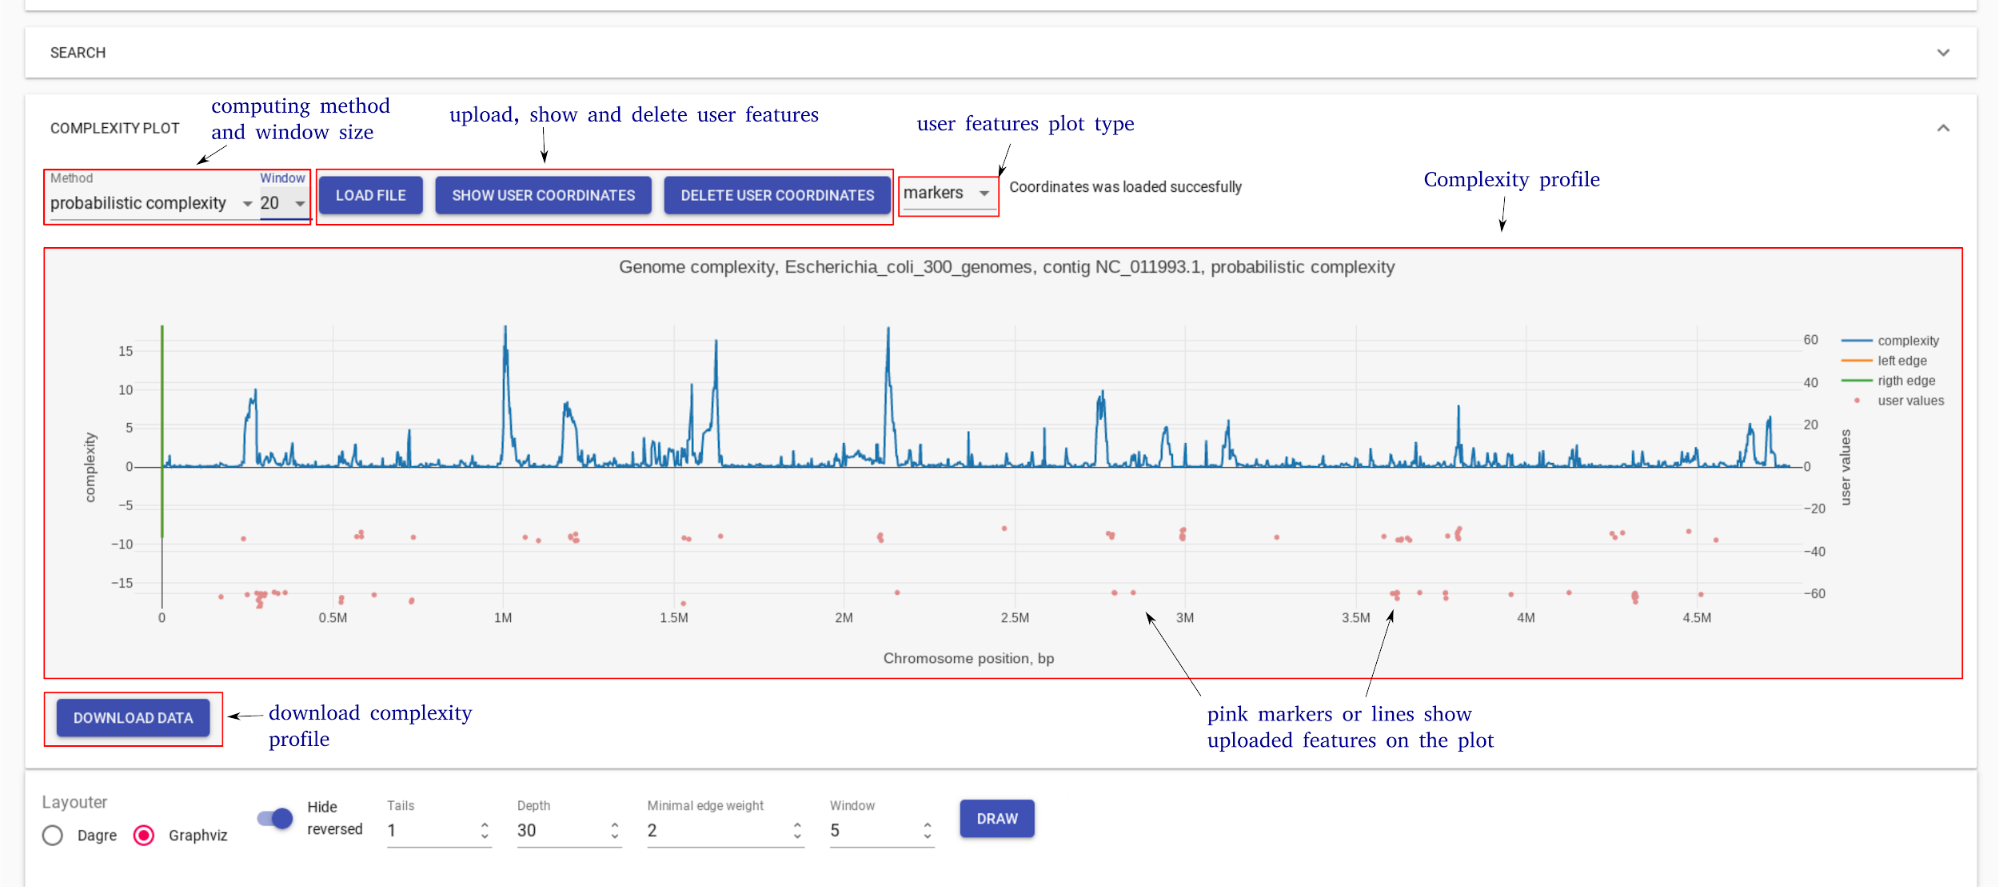 SEARCH
computing method
and window size
upload, show and delete user features
user features plot type
COMPLEXITY PLOT
Complexity profile
Method
Window
probabilistic complexity
20
LOAD FILE
SHOW USER COORDINATES
DELETE USER COORDINATES
markers
Coordinates was loaded succesfully
Genome complexity, Escherichia_coli_300_genomes, contig NC_011993.1, probabilistic complexity
15
10
5
0
−5
−10
−15
complexity
60
40
20
0
−20
−40
−60
user values
complexity
left edge
rigth edge
user values
0
0.5M
1M
1.5M
2M
2.5M
3M
3.5M
4M
4.5M
Chromosome position, bp
DOWNLOAD DATA
download complexity
profile
pink markers or lines show
uploaded features on the plot
Layouter
Dagre
Graphviz
Hide
reversed
Tails
1
Depth
30
Minimal edge weight
2
Window
5
DRAW